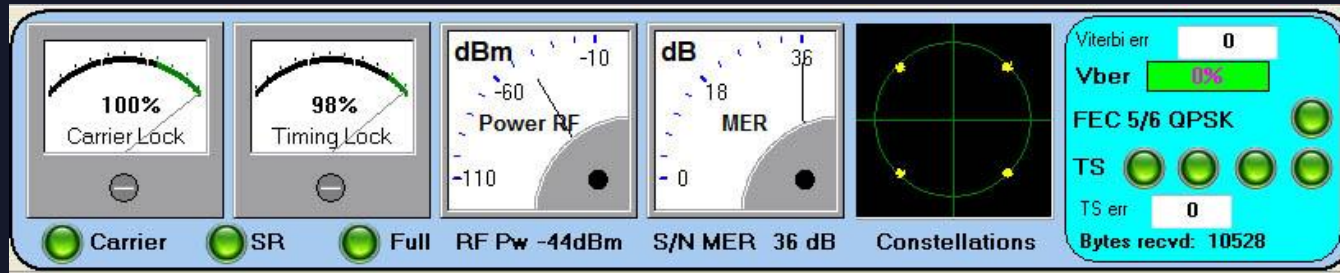 100%
Carrier Lock
98%
Timing Lock
dBm
-10
-60
Power RF
-110
dB
36
18
MER
0
Viterbi err 0
Vber 0%
FEC 5/6 QPSK
TS
TS err 0
Bytes recvd: 10528
Carrier SR Full RF Pw -44dBm S/N MER 36 dB Constellations